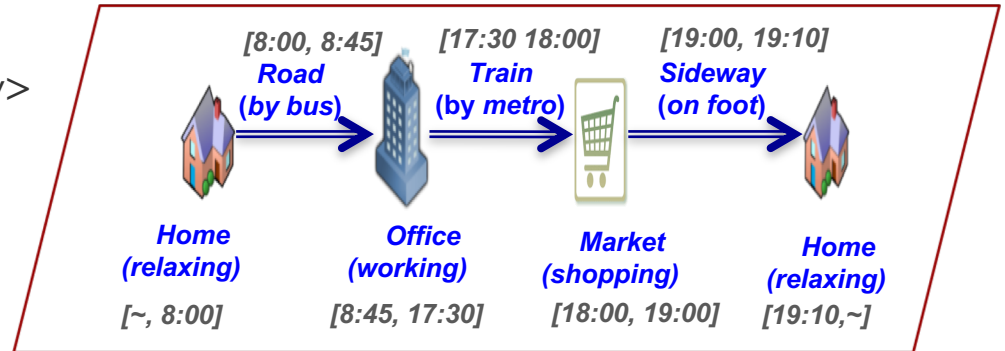 [8:00, 8:45] [17:30 18:00] [19:00, 19:10]
Road Train Sideway
(by bus) (by metro) (on foot)
>
Home Office Market Home
(relaxing) (working) (shopping) (relaxing)
[~, 8:00] [8:45, 17:30] [18:00, 19:00] [19:10,~]